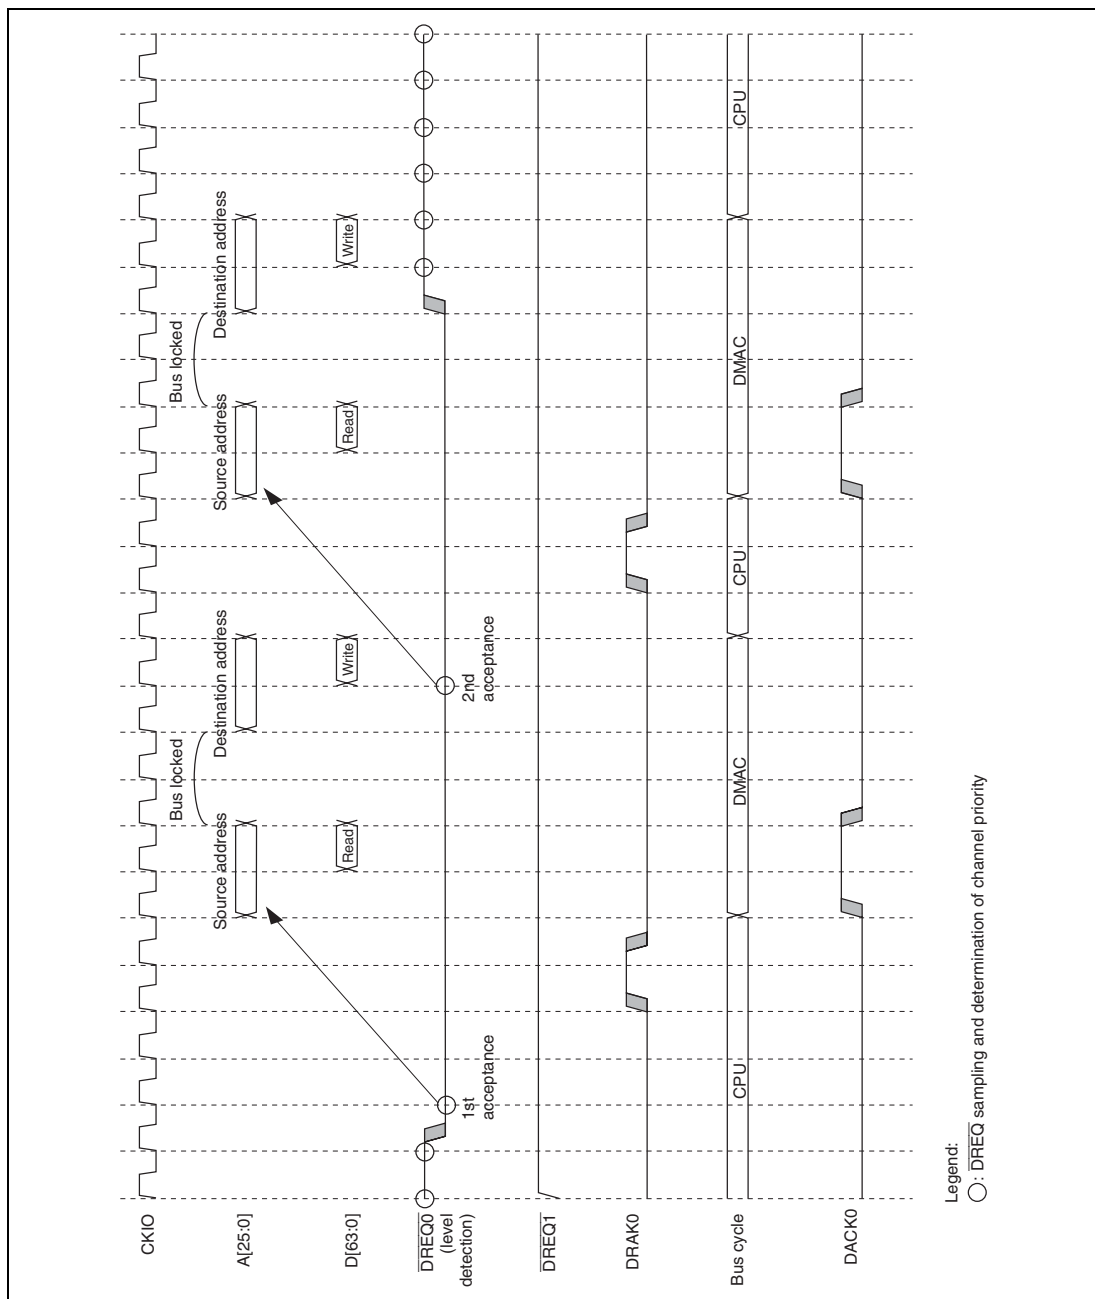 CKIO
Bus locked
Bus locked
A[25:0]
Source address
Destination address
Source address
Destination address
D[63:0]
Read
Write
Read
Write
DREQ0
(level
detection)
1st
acceptance
2nd
acceptance
DREQ1
DRAK0
Bus cycle
CPU
DMAC
CPU
DMAC
CPU
DACK0
Legend:
○: DREQ sampling and determination of channel priority